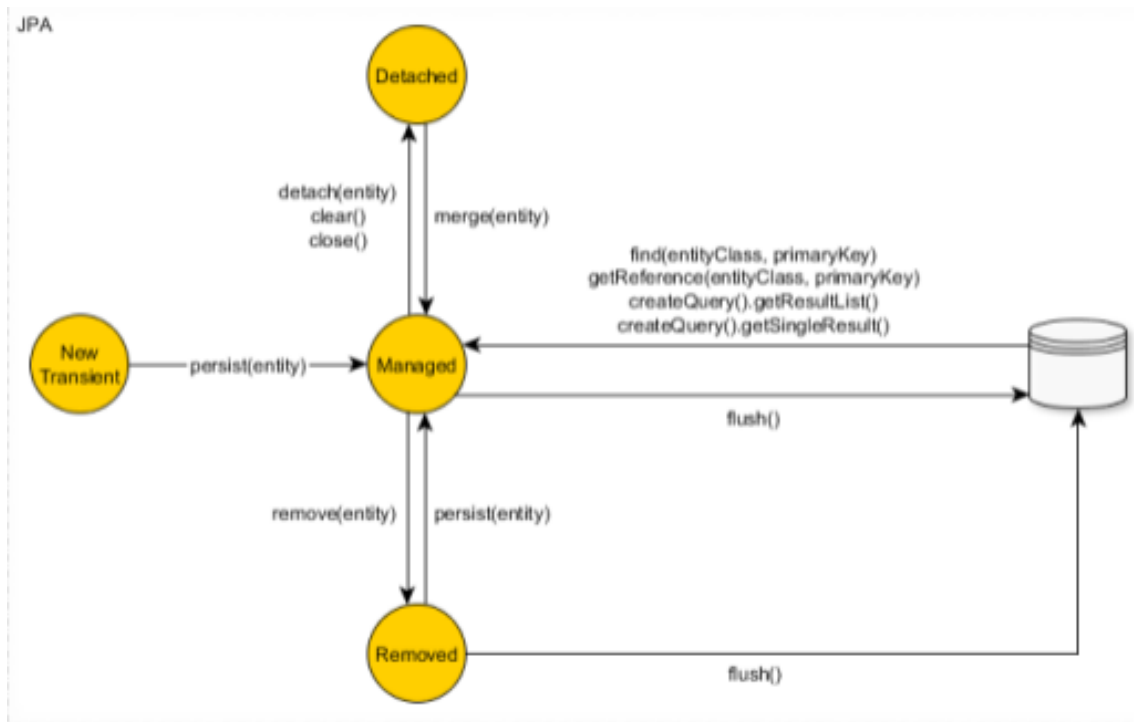 JPA
Detached
detach(entity)
clear()
close()
merge(entity)
find(entityClass, primaryKey)
getReference(entityClass, primaryKey)
createQuery().getResultList()
createQuery().getSingleResult()
New
Transient
persist(entity)
Managed
flush()
remove(entity)
persist(entity)
Removed
flush()